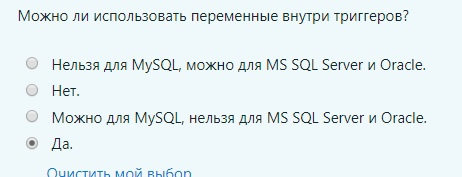 Можно ли использовать переменные внутри триггеров?
Нельзя для MySQL, можно для MS SQL Server и Oracle.
Нет.
Можно для MySQL, нельзя для MS SQL Server и Oracle.
Да.
Очистить мой выбор